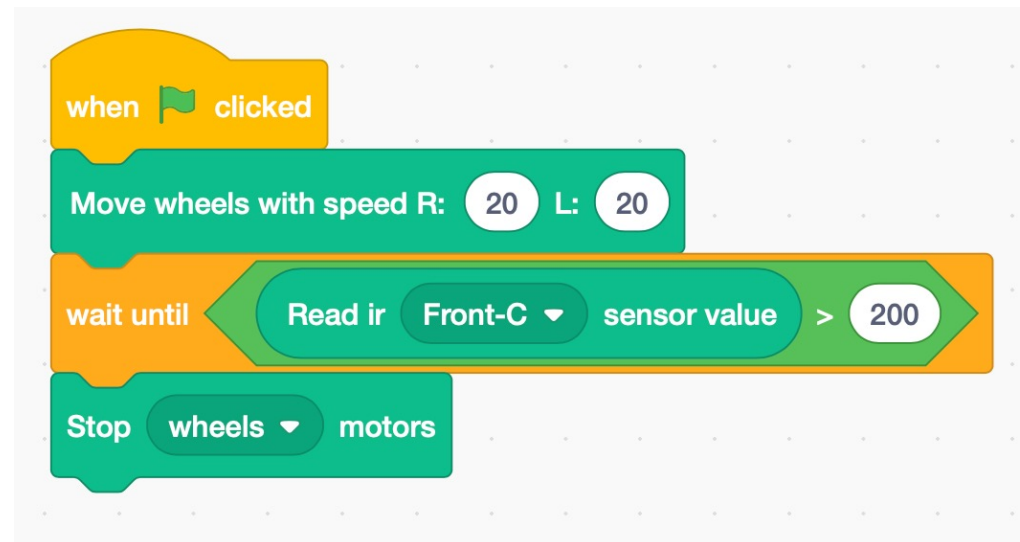 when clicked
Move wheels with speed R: 20 L: 20
wait until Read ir Front-C sensor value > 200
Stop wheels motors